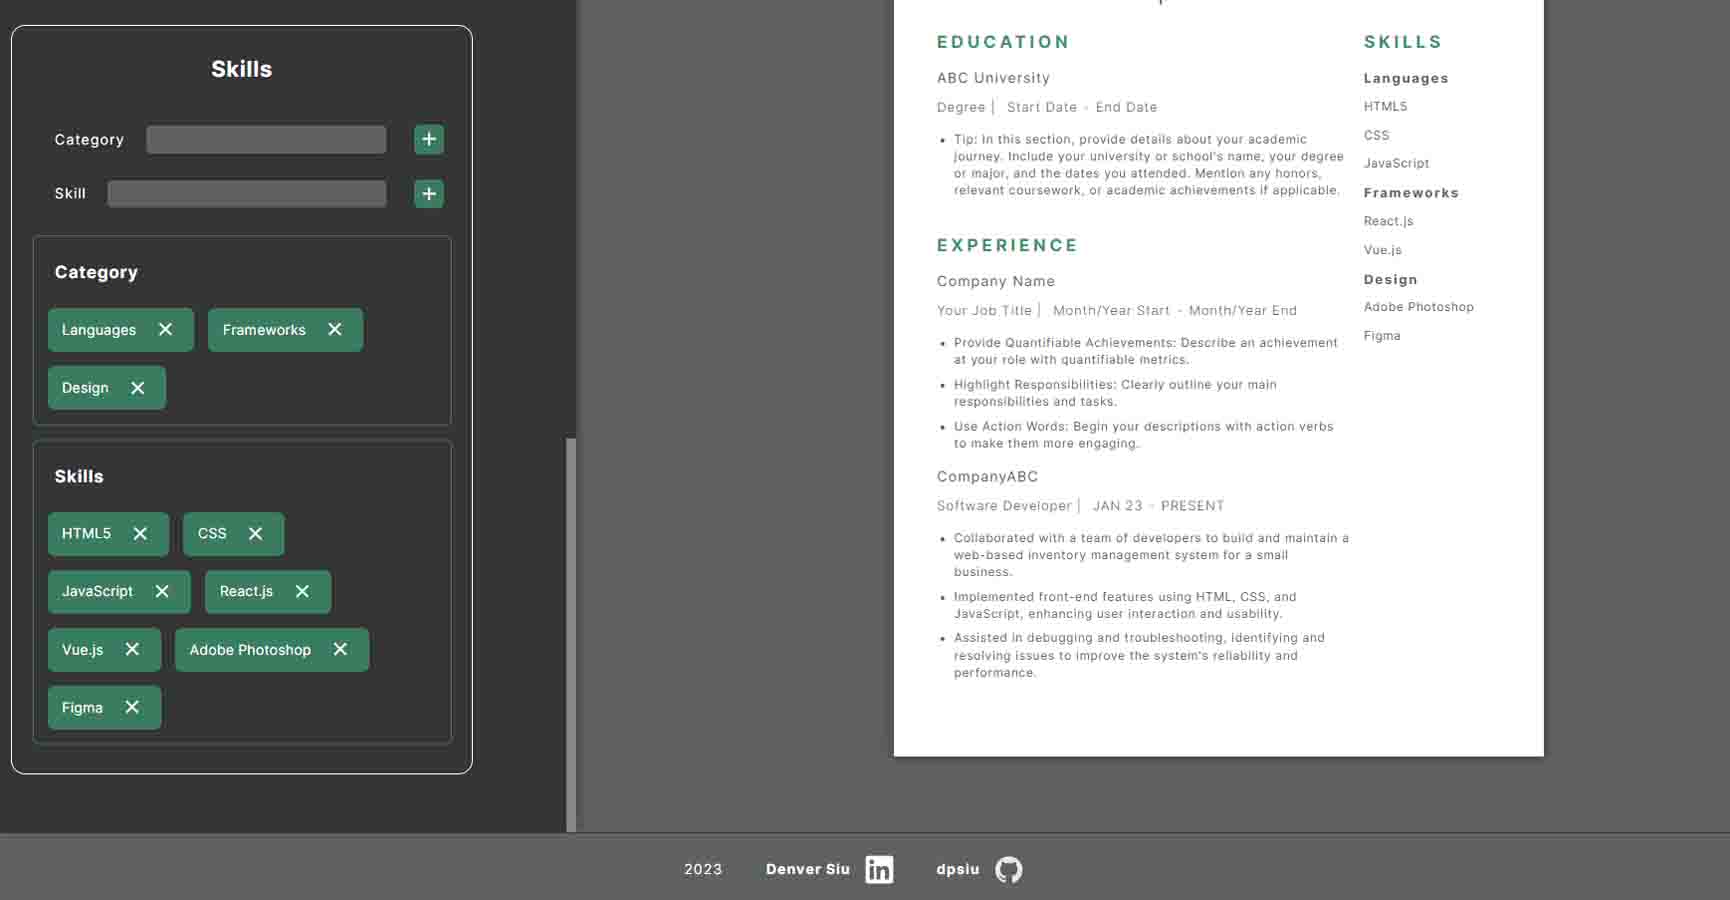 Skills
Category
Skill
Category
Languages
Frameworks
Design
Skills
HTML5
CSS
JavaScript
React.js
Vue.js
Adobe Photoshop
Figma
EDUCATION
ABC University
Degree | Start Date - End Date
• Tip: In this section, provide details about your academic
journey. Include your university or school's name, your degree
or major, and the dates you attended. Mention any honors,
relevant coursework, or academic achievements if applicable.
EXPERIENCE
Company Name
Your Job Title | Month/Year Start - Month/Year End
• Provide Quantifiable Achievements: Describe an achievement
at your role with quantifiable metrics.
• Highlight Responsibilities: Clearly outline your main
responsibilities and tasks.
• Use Action Words: Begin your descriptions with action verbs
to make them more engaging.
CompanyABC
Software Developer | JAN 23 - PRESENT
• Collaborated with a team of developers to build and maintain a
web-based inventory management system for a small
business.
• Implemented front-end features using HTML, CSS, and
JavaScript, enhancing user interaction and usability.
• Assisted in debugging and troubleshooting, identifying and
resolving issues to improve the system's reliability and
performance.
SKILLS
Languages
HTML5
CSS
JavaScript
Frameworks
React.js
Vue.js
Design
Adobe Photoshop
Figma
2023
Denver Siu
in
dpsiu